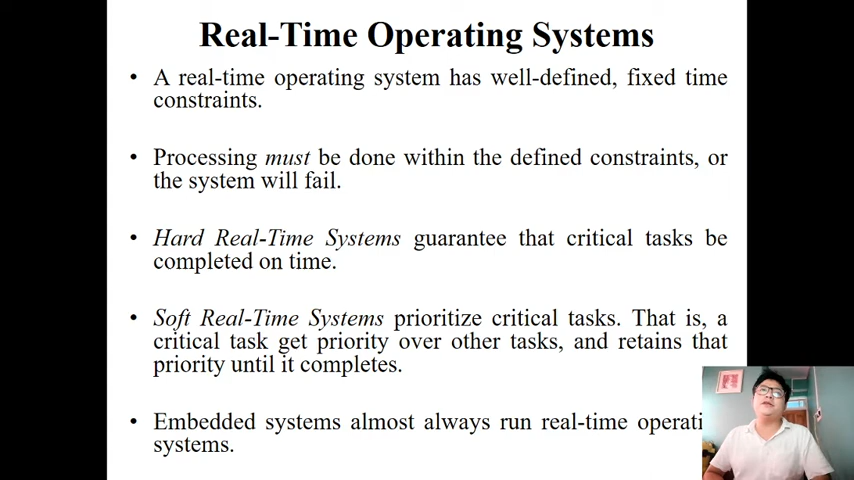 Real-Time Operating Systems
• A real-time operating system has well-defined, fixed time
constraints.
• Processing must be done within the defined constraints, or
the system will fail.
• Hard Real-Time Systems guarantee that critical tasks be
completed on time.
• Soft Real-Time Systems prioritize critical tasks. That is, a
critical task get priority over other tasks, and retains that
priority until it completes.
• Embedded systems almost always run real-time operati
systems.